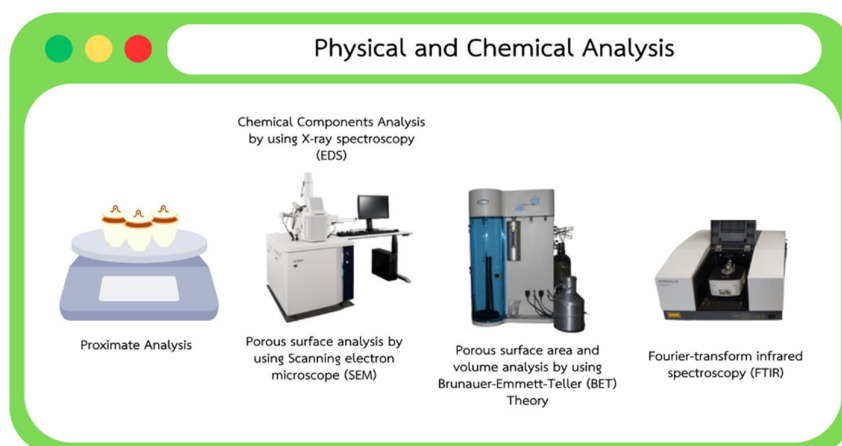 Physical and Chemical Analysis
Chemical Components Analysis
by using X-ray spectroscopy
(EDS)
Proximate Analysis
Porous surface analysis by
using Scanning electron
microscope (SEM)
Porous surface area and
volume analysis by using
Brunauer-Emmett-Teller (BET)
Theory
Fourier-transform infrared
spectroscopy (FTIR)